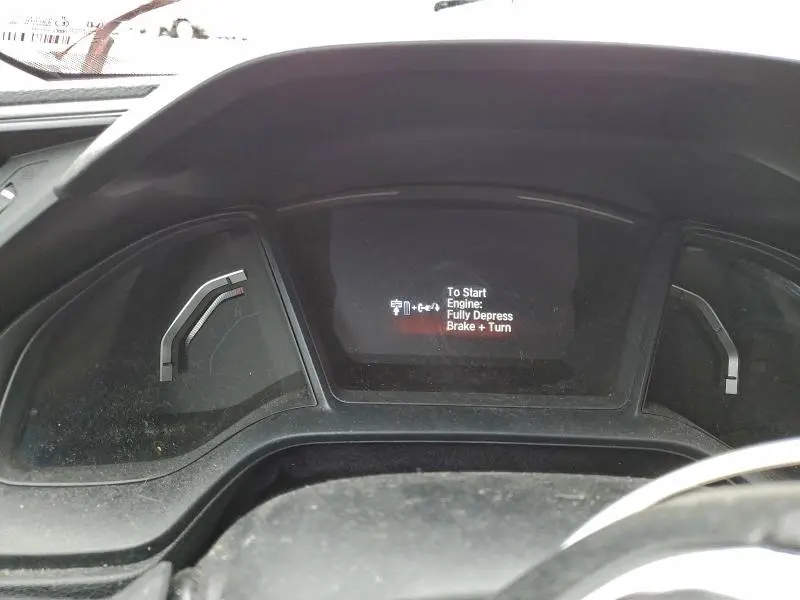 To Start
Engine:
Fully Depress
Brake + Turn